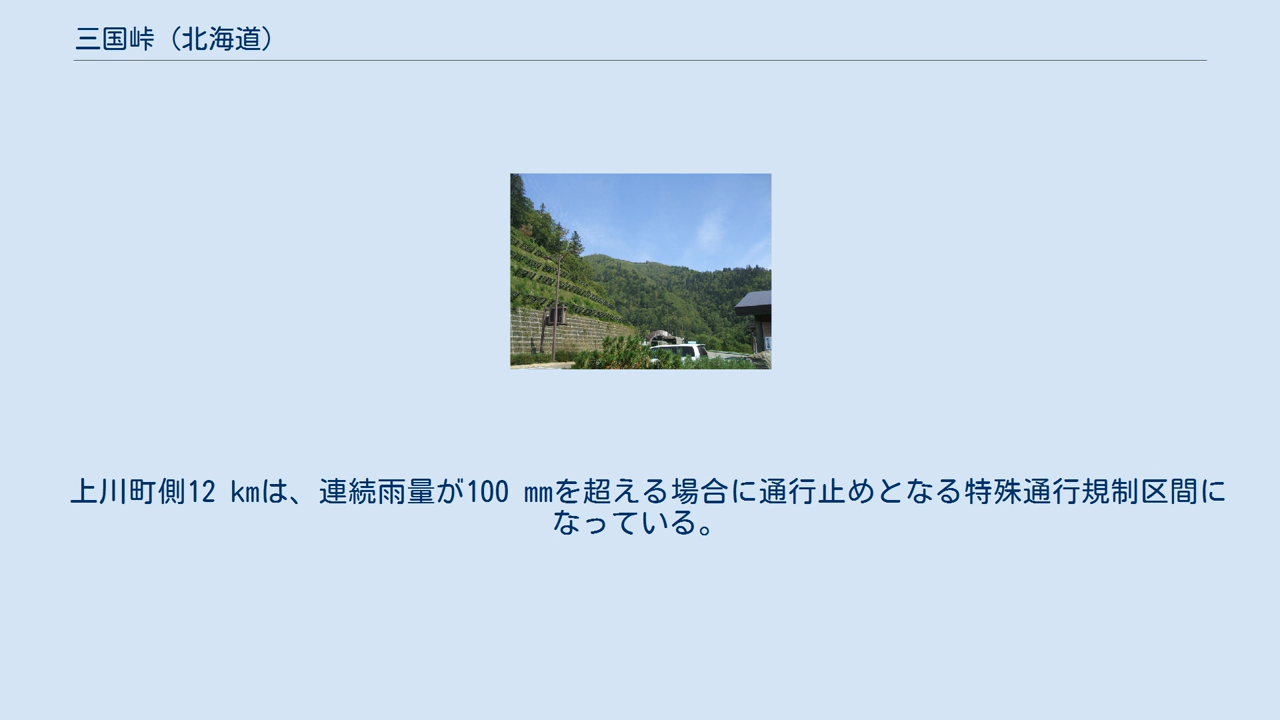 三国峠（北海道）
上川町側12 kmは、連続雨量が100 mmを超える場合に通行止めとなる特殊通行規制区間に
なっている。